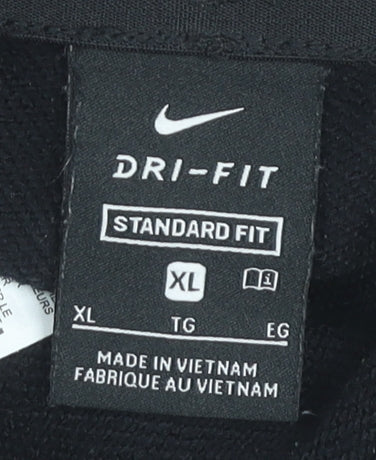 DRI-FIT
STANDARD FIT
XL
XL TG EG
MADE IN VIETNAM
FABRIQUE AU VIETNAM